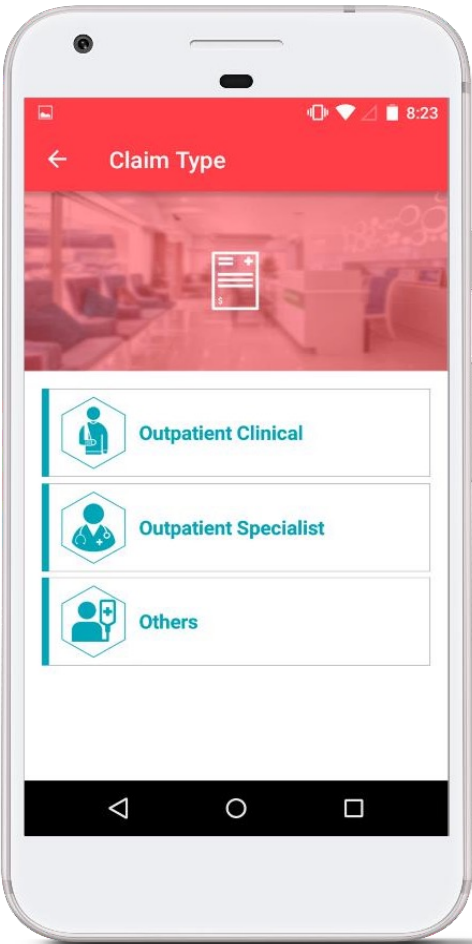 8:23
Claim Type
Outpatient Clinical
Outpatient Specialist
Others